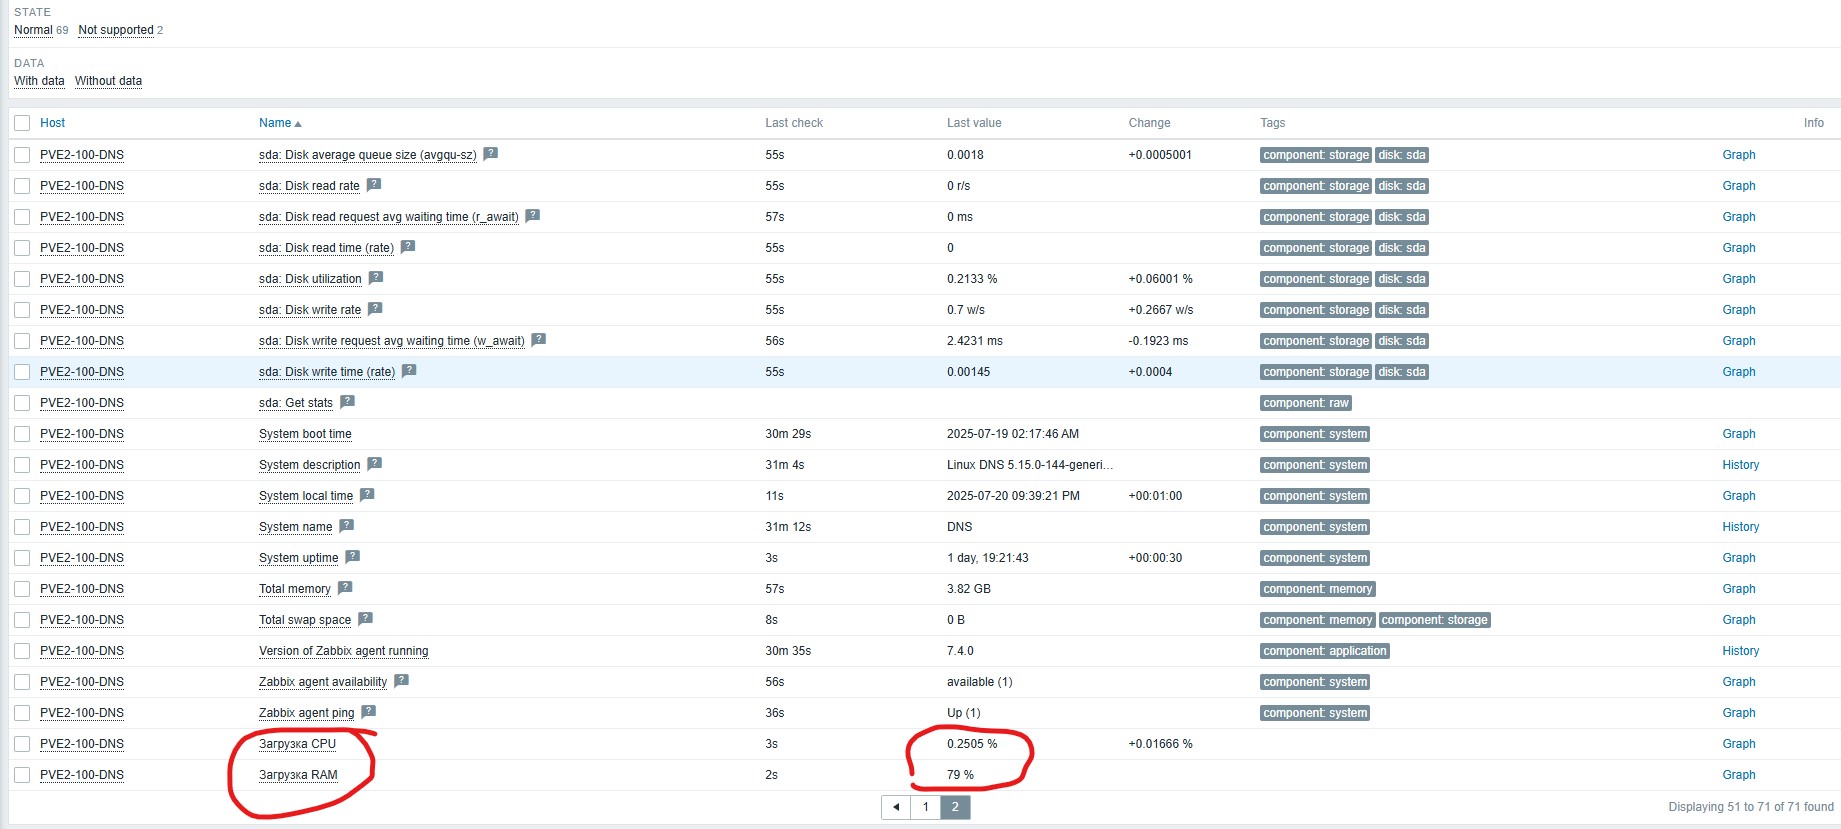 STATE
Normal 69 Not supported 2
DATA
With data Without data
Host Name Last check Last value Change Tags Info
PVE2-100-DNS sda: Disk average queue size (avgqu-sz) ? 55s 0.0018 +0.0005001 component: storage disk: sda Graph
PVE2-100-DNS sda: Disk read rate ? 55s 0 r/s component: storage disk: sda Graph
PVE2-100-DNS sda: Disk read request avg waiting time (r_await) ? 57s 0 ms component: storage disk: sda Graph
PVE2-100-DNS sda: Disk read time (rate) ? 55s 0 component: storage disk: sda Graph
PVE2-100-DNS sda: Disk utilization ? 55s 0.2133 % +0.06001 % component: storage disk: sda Graph
PVE2-100-DNS sda: Disk write rate ? 55s 0.7 w/s +0.2667 w/s component: storage disk: sda Graph
PVE2-100-DNS sda: Disk write request avg waiting time (w_await) ? 56s 2.4231 ms -0.1923 ms component: storage disk: sda Graph
PVE2-100-DNS sda: Disk write time (rate) ? 55s 0.00145 +0.0004 component: storage disk: sda Graph
PVE2-100-DNS sda: Get stats ? component: raw
PVE2-100-DNS System boot time 30m 29s 2025-07-19 02:17:46 AM component: system Graph
PVE2-100-DNS System description ? 31m 4s Linux DNS 5.15.0-144-generi... component: system History
PVE2-100-DNS System local time ? 11s 2025-07-20 09:39:21 PM +00:01:00 component: system Graph
PVE2-100-DNS System name ? 31m 12s DNS component: system History
PVE2-100-DNS System uptime ? 3s 1 day, 19:21:43 +00:00:30 component: system Graph
PVE2-100-DNS Total memory ? 57s 3.82 GB component: memory Graph
PVE2-100-DNS Total swap space ? 8s 0 B component: memory component: storage Graph
PVE2-100-DNS Version of Zabbix agent running 30m 35s 7.4.0 component: application History
PVE2-100-DNS Zabbix agent availability ? 56s available (1) component: system Graph
PVE2-100-DNS Zabbix agent ping ? 36s Up (1) component: system Graph
PVE2-100-DNS Загрузка CPU 3s 0.2505 % +0.01666 % Graph
PVE2-100-DNS Загрузка RAM 2s 79 % Graph
1 2 Displaying 51 to 71 of 71 found